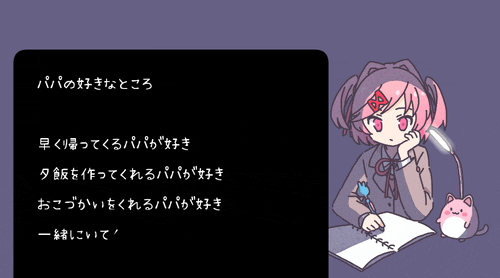 パパの好きなところ
早く帰ってくるパパが好き
夕飯を作ってくれるパパが好き
おこづかいをくれるパパが好き
一緒にいて′